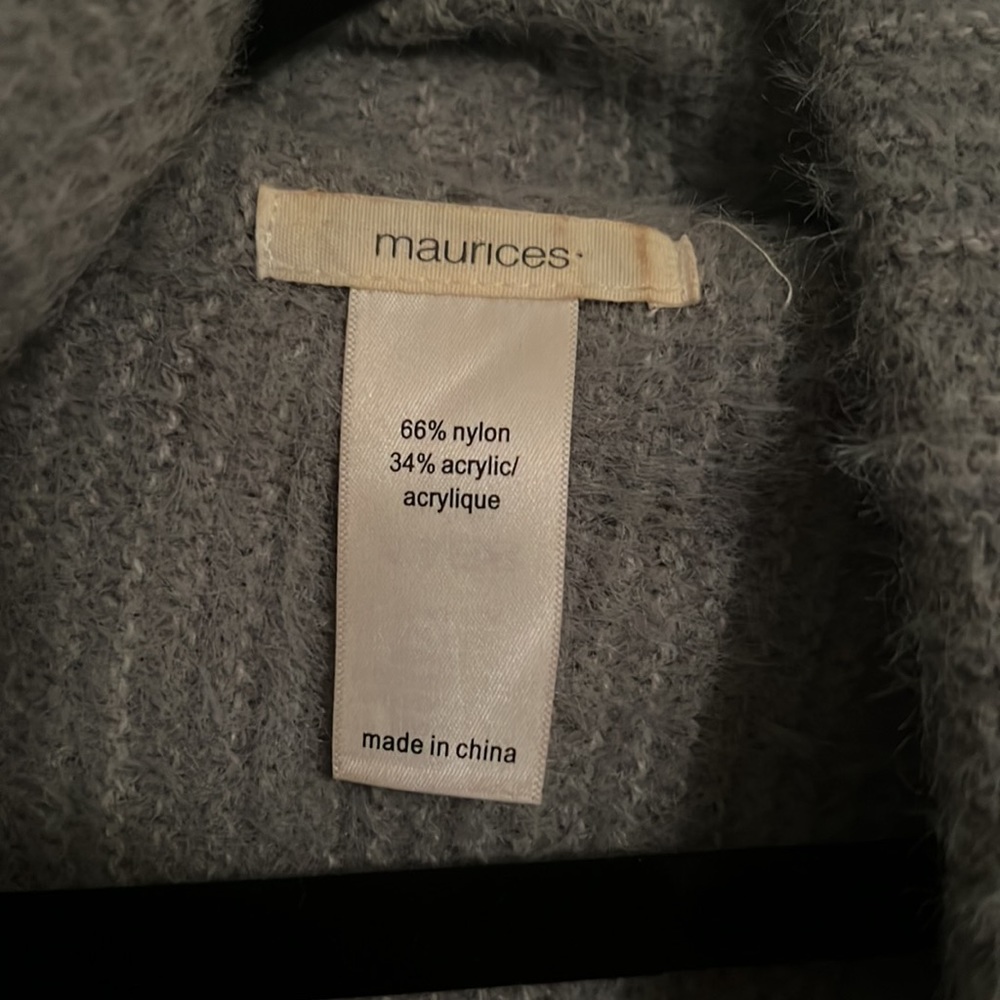 maurices
66% nylon
34% acrylic/
acrylique
made in china